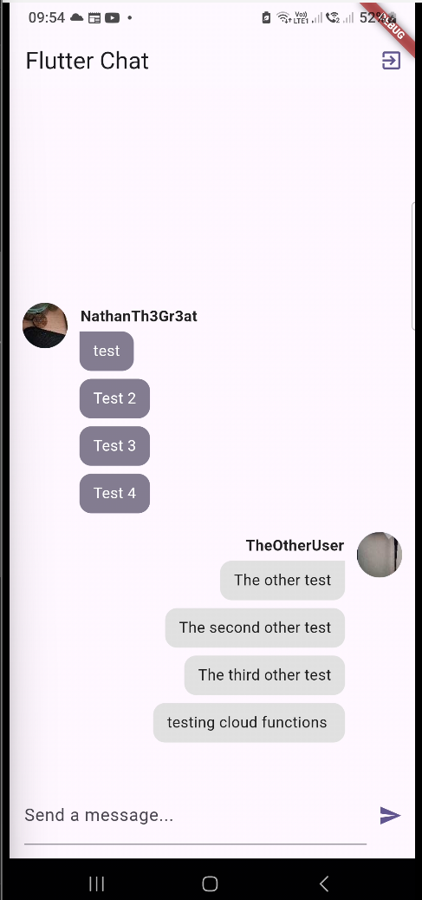 09:54
Vo))
LTE1
2
52%
DEBUG
Flutter Chat
NathanTh3Gr3at
test
Test 2
Test 3
Test 4
TheOtherUser
The other test
The second other test
The third other test
testing cloud functions
Send a message...